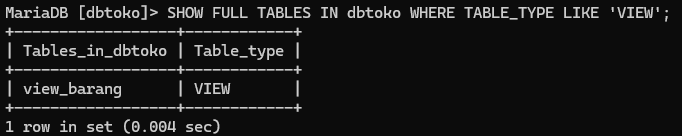 MariaDB [dbtoko]> SHOW FULL TABLES IN dbtoko WHERE TABLE_TYPE LIKE 'VIEW';
+------------------+------------+
| Tables_in_dbtoko | Table_type |
+------------------+------------+
| view_barang      | VIEW       |
+------------------+------------+
1 row in set (0.004 sec)